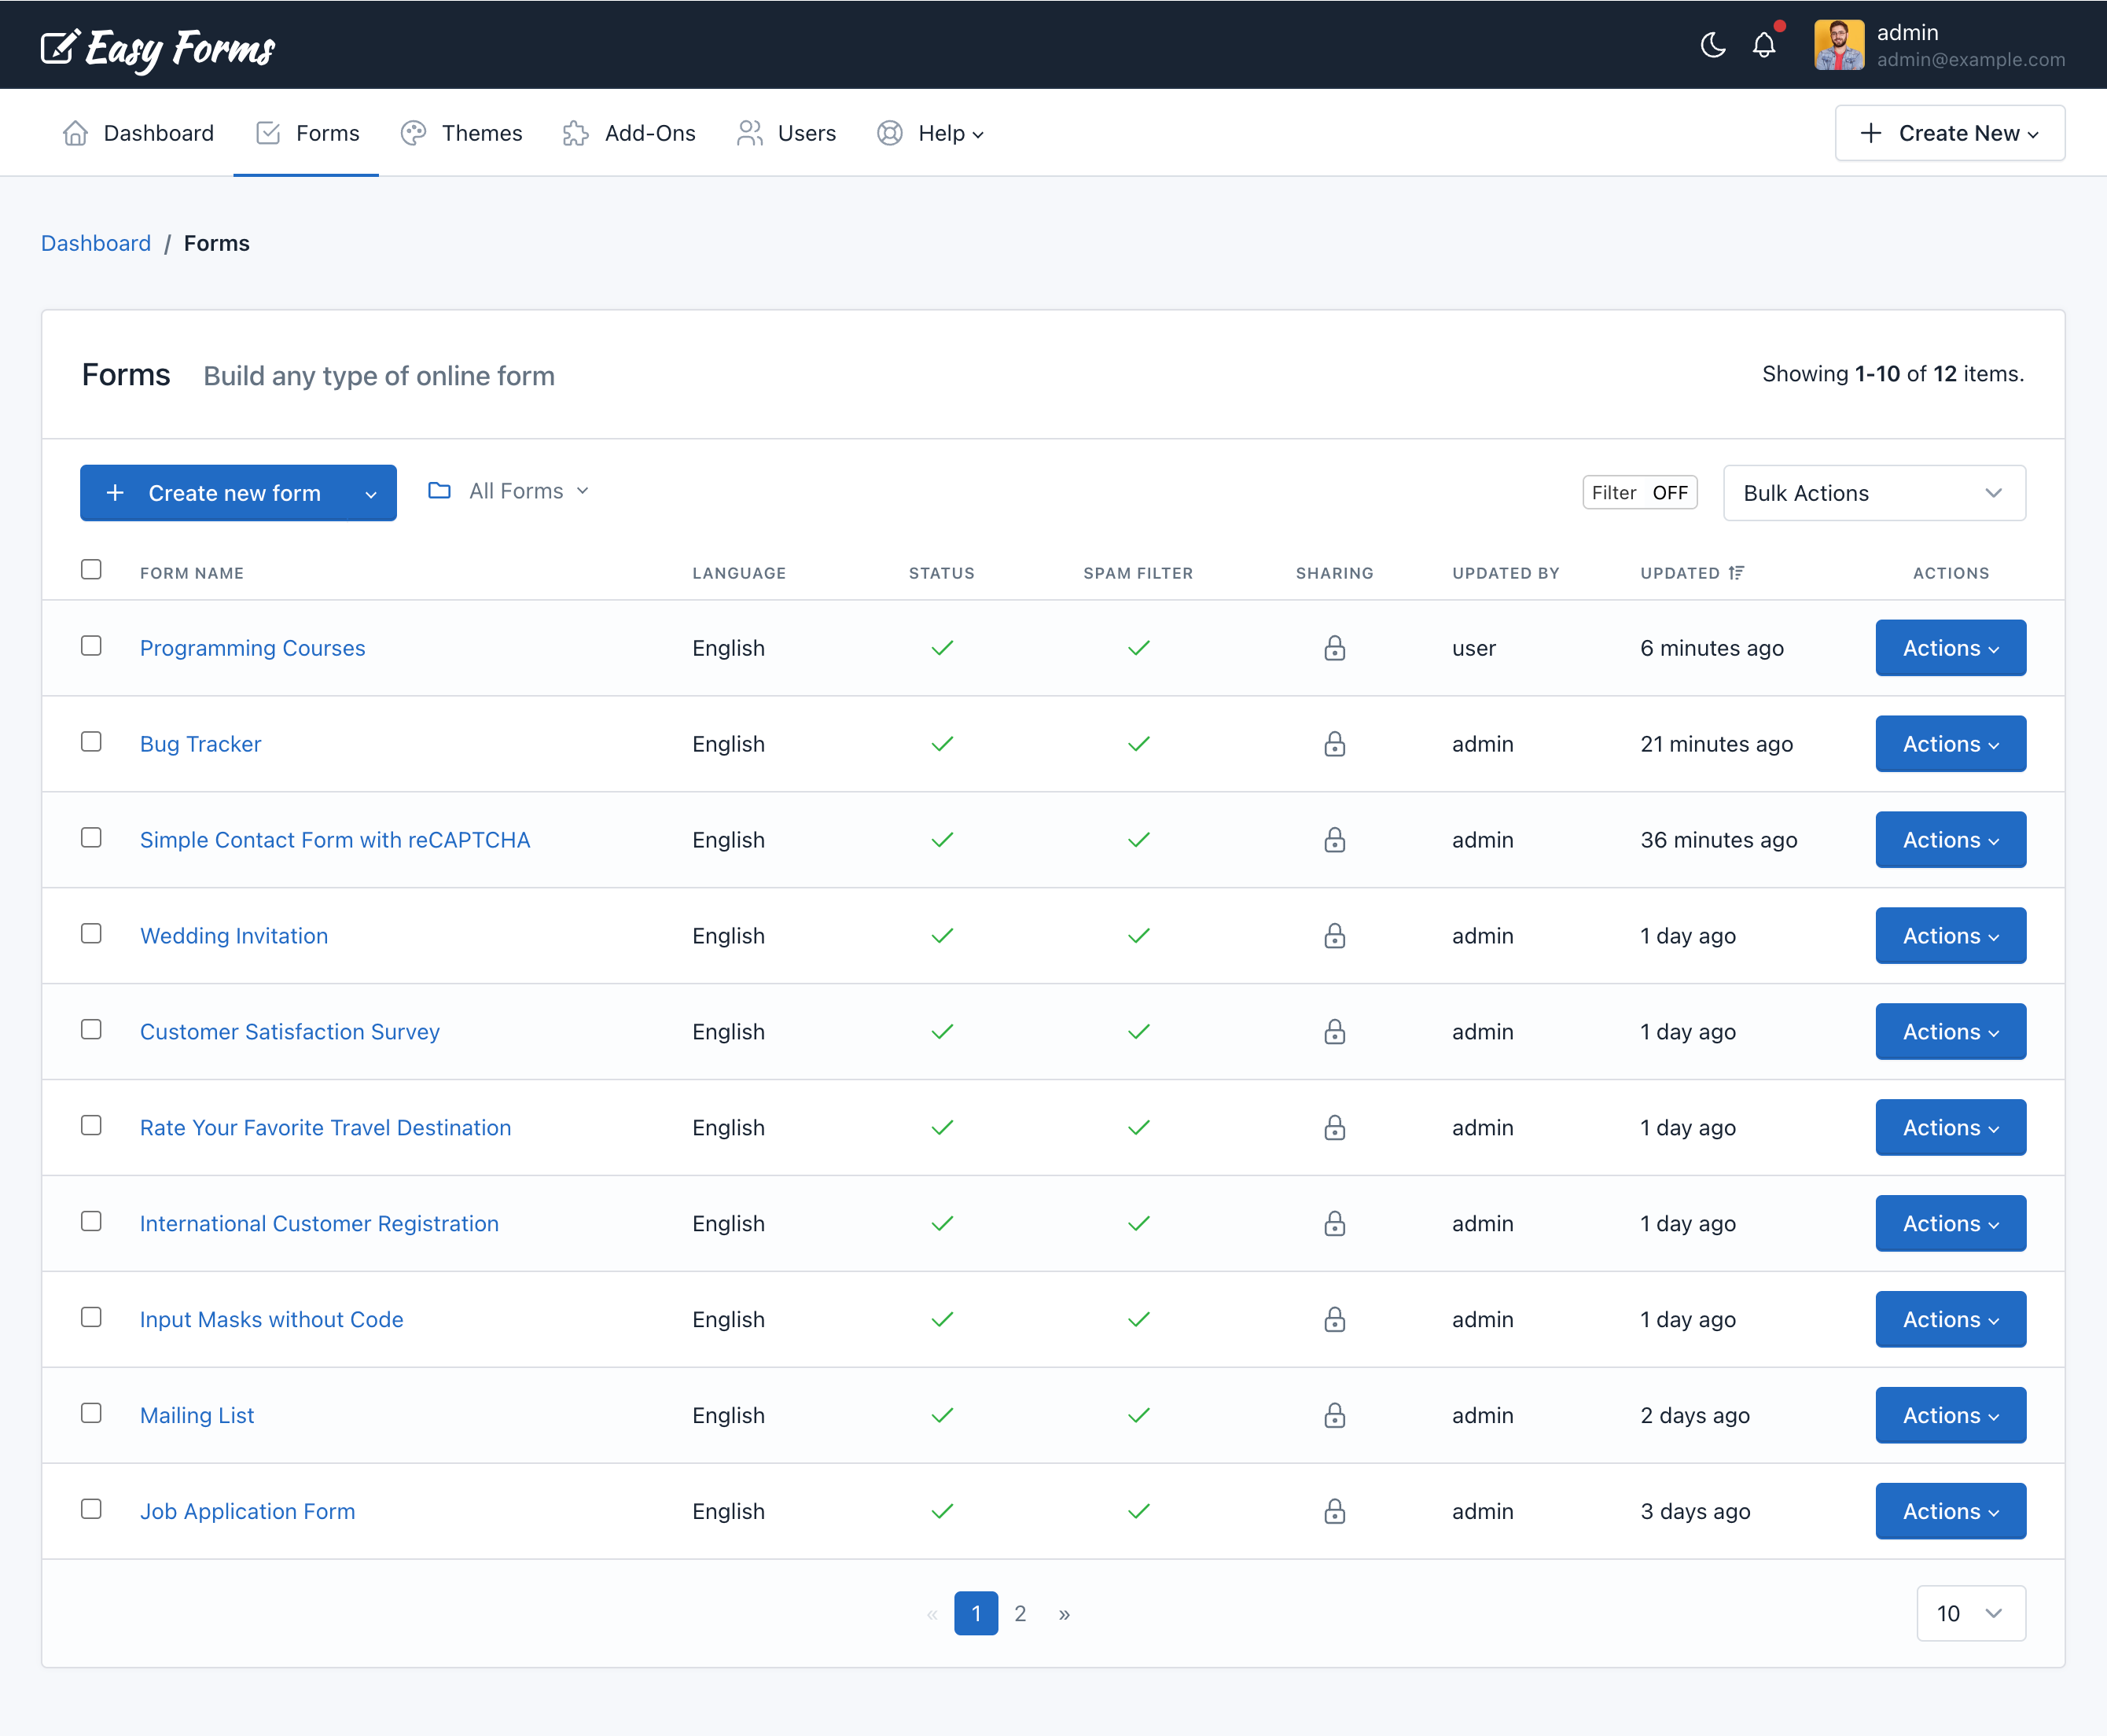 Easy Forms
admin
admin@example.com
Dashboard Forms Themes Add-Ons Users Help Create New
Dashboard / Forms
Forms Build any type of online form Showing 1-10 of 12 items.
Create new form All Forms Filter OFF Bulk Actions
FORM NAME LANGUAGE STATUS SPAM FILTER SHARING UPDATED BY UPDATED ACTIONS
Programming Courses English user 6 minutes ago Actions
Bug Tracker English admin 21 minutes ago Actions
Simple Contact Form with reCAPTCHA English admin 36 minutes ago Actions
Wedding Invitation English admin 1 day ago Actions
Customer Satisfaction Survey English admin 1 day ago Actions
Rate Your Favorite Travel Destination English admin 1 day ago Actions
International Customer Registration English admin 1 day ago Actions
Input Masks without Code English admin 1 day ago Actions
Mailing List English admin 2 days ago Actions
Job Application Form English admin 3 days ago Actions
« 1 2 » 10